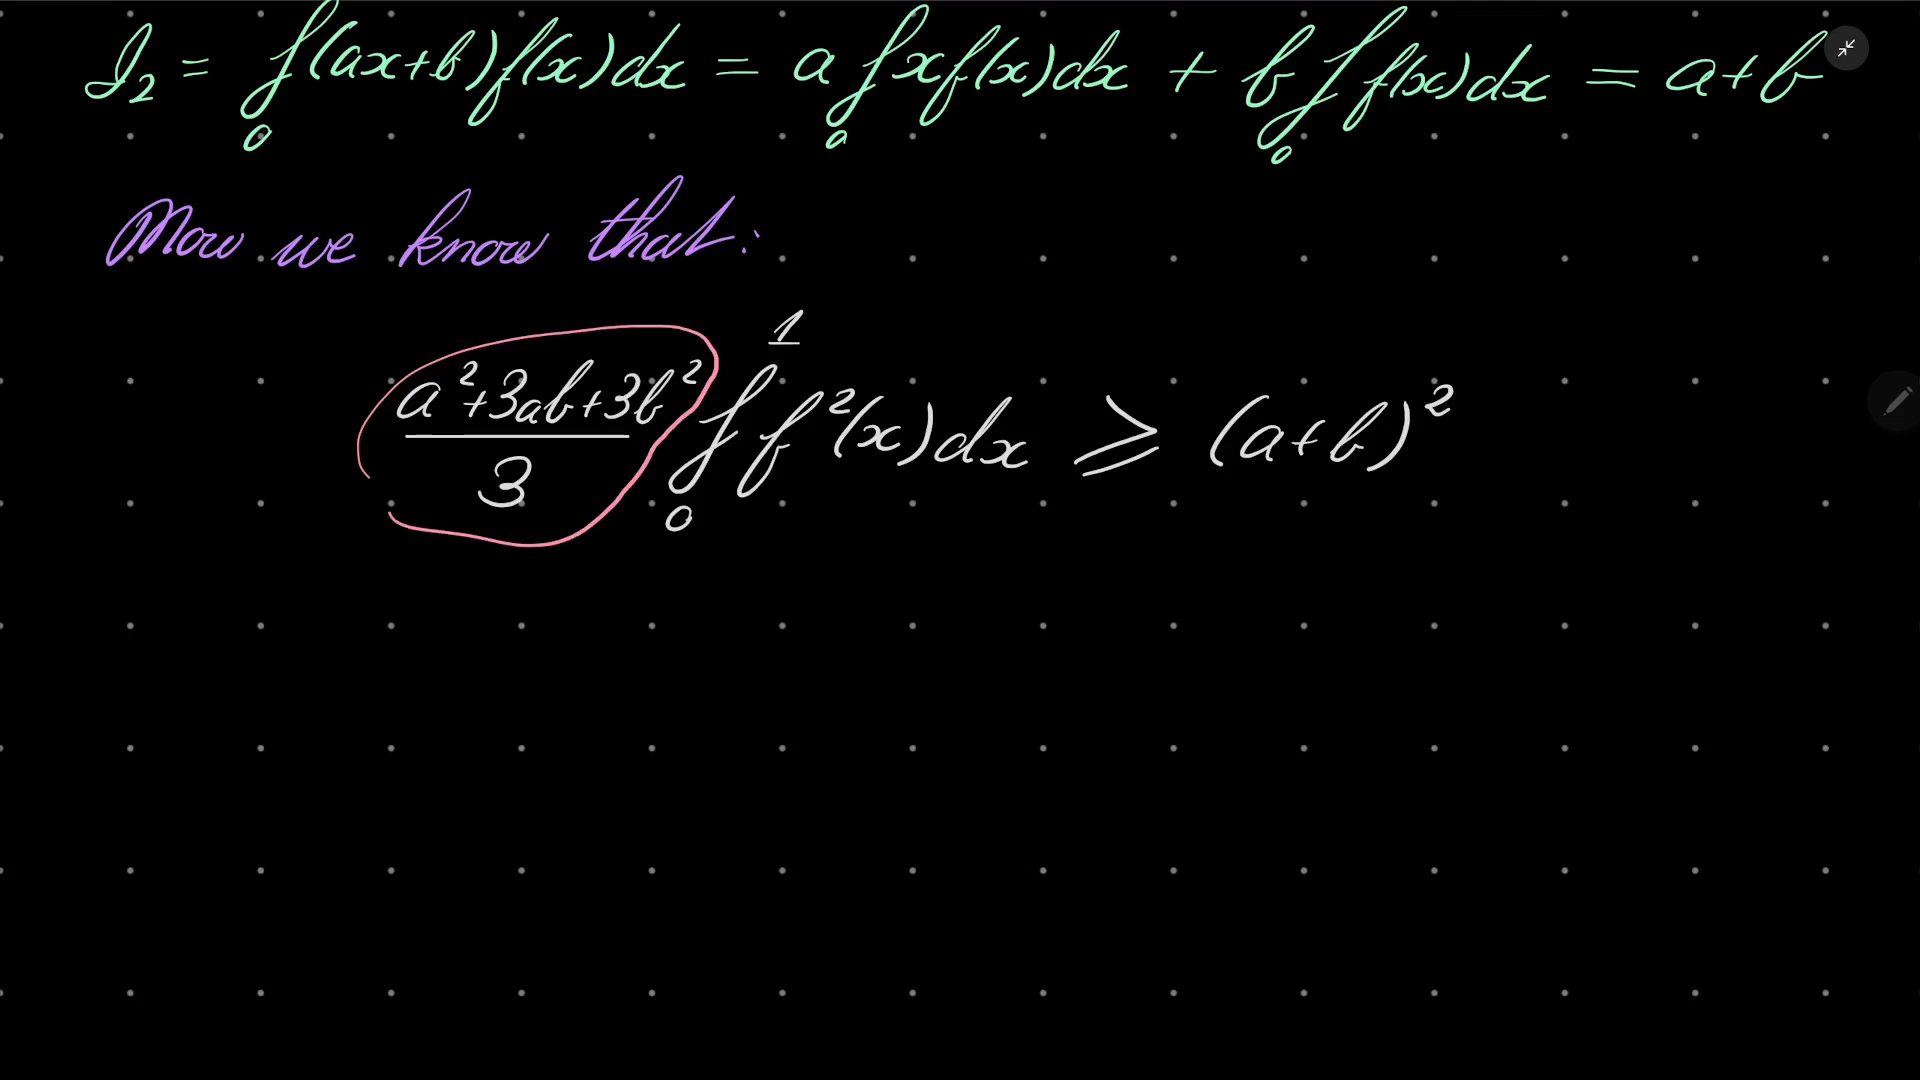 I₂ = ∫₀ (ax+b)f(x)dx = a∫₀ xf(x)dx + b∫₀ f(x)dx = a+b
Now we know that:
(a²+3ab+3b²)/3 ∫₀¹ f²(x)dx ⩾ (a+b)²